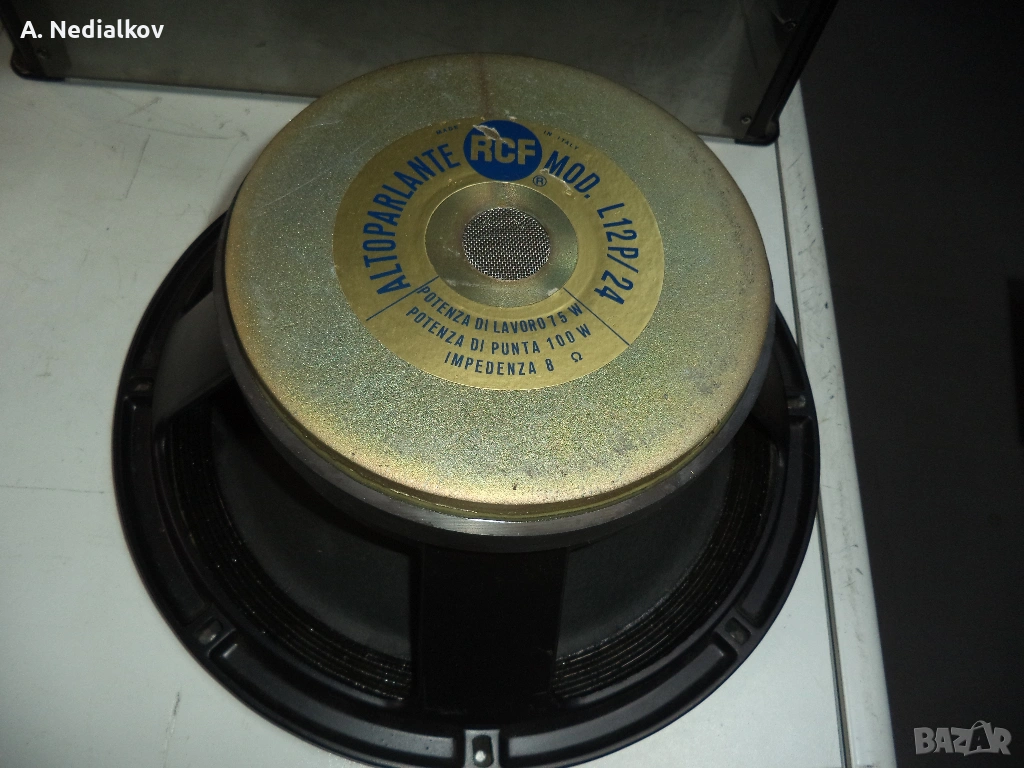 A. Nedialkov
MADE IN ITALY
RCF
®
ALTOPARLANTE MOD. L12P/24
POTENZA DI LAVORO 75 W
POTENZA DI PUNTA 100 W
IMPEDENZA 8 Ω
BAZAR